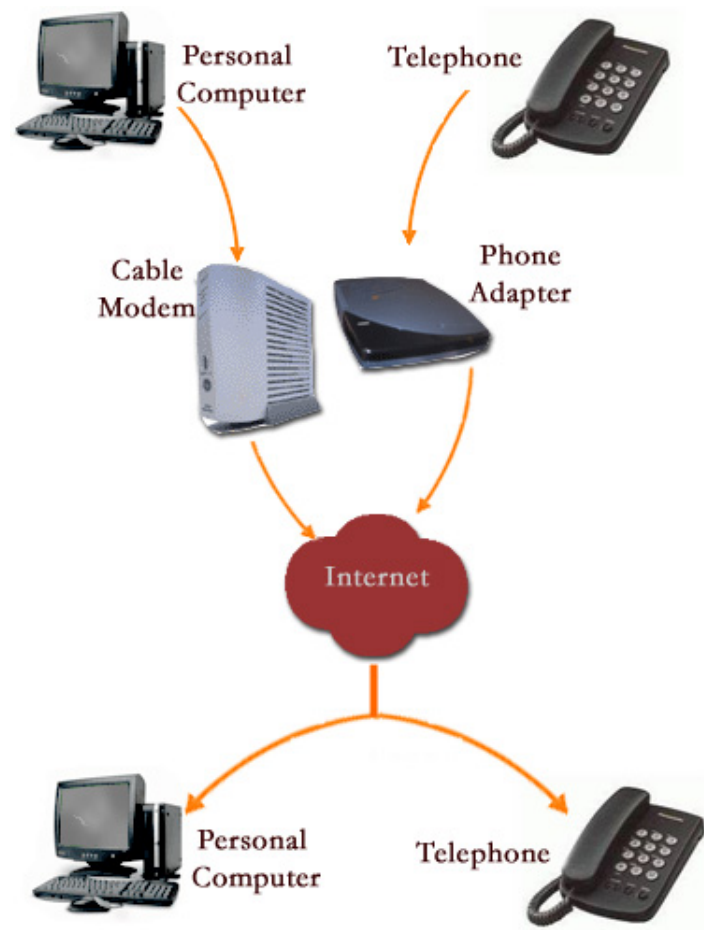 Personal
Computer
Telephone
Cable
Modem
Phone
Adapter
Internet
Personal
Computer
Telephone